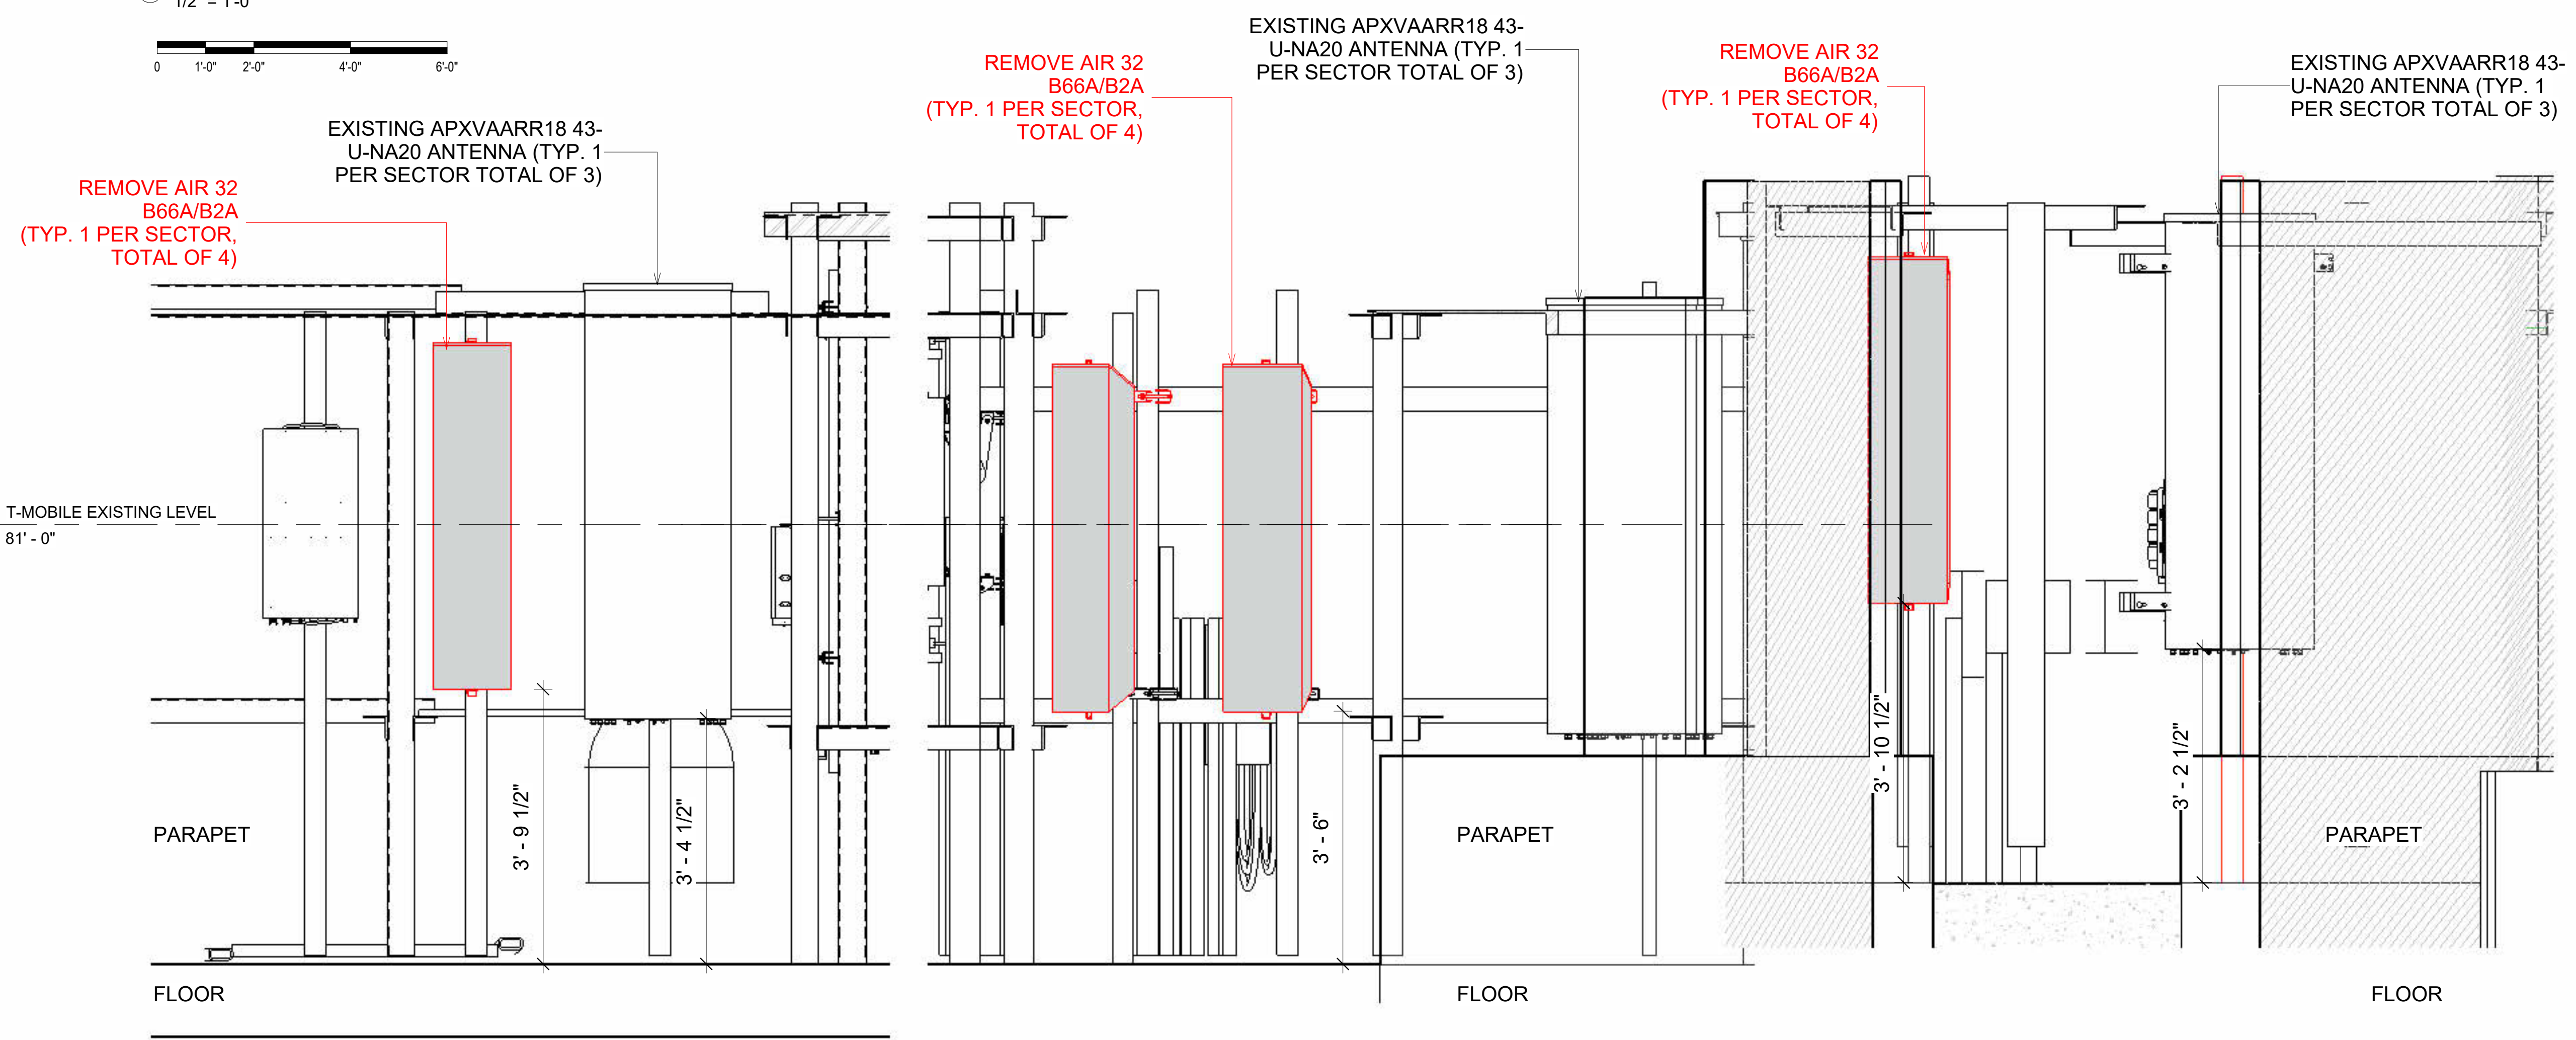 1/2" = 1'-0"
0 1'-0" 2'-0" 4'-0" 6'-0"
REMOVE AIR 32
B66A/B2A
(TYP. 1 PER SECTOR,
TOTAL OF 4)
EXISTING APXVAARR18 43-
U-NA20 ANTENNA (TYP. 1
PER SECTOR TOTAL OF 3)
REMOVE AIR 32
B66A/B2A
(TYP. 1 PER SECTOR,
TOTAL OF 4)
EXISTING APXVAARR18 43-
U-NA20 ANTENNA (TYP. 1
PER SECTOR TOTAL OF 3)
REMOVE AIR 32
B66A/B2A
(TYP. 1 PER SECTOR,
TOTAL OF 4)
EXISTING APXVAARR18 43-
U-NA20 ANTENNA (TYP. 1
PER SECTOR TOTAL OF 3)
T-MOBILE EXISTING LEVEL
81' - 0"
3' - 9 1/2"
3' - 4 1/2"
3' - 6"
3' - 10 1/2"
3' - 2 1/2"
PARAPET
PARAPET
PARAPET
FLOOR
FLOOR
FLOOR